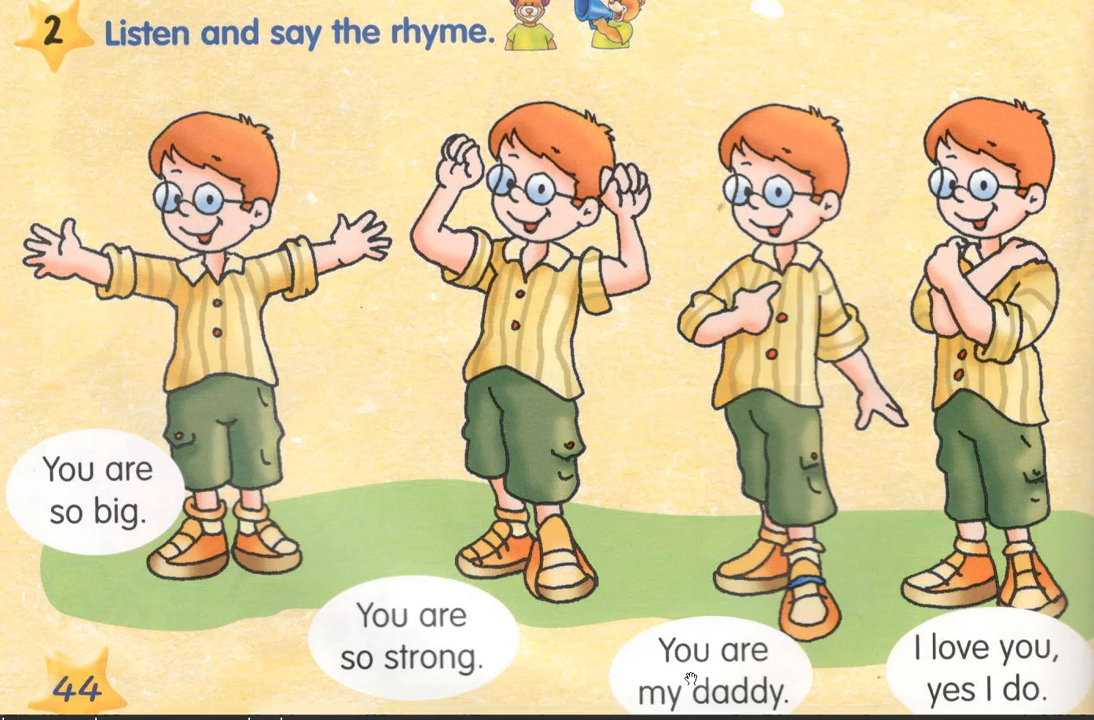 2 Listen and say the rhyme.
You are
so big.
You are
so strong.
You are
my daddy.
I love you,
yes I do.
44